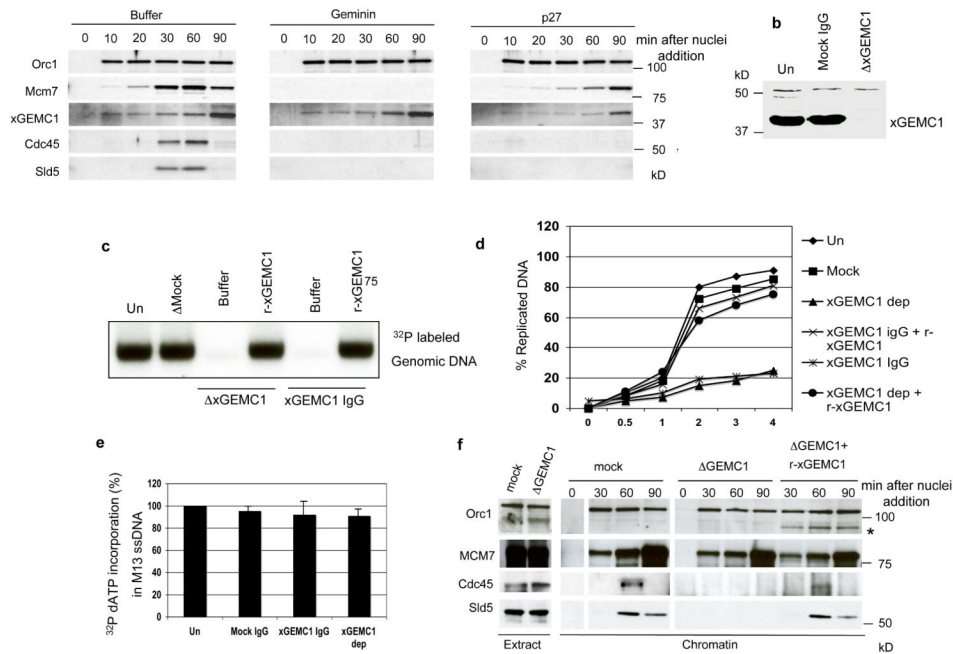 Buffer
Geminin
p27
0 10 20 30 60 90
0 10 20 30 60 90
0 10 20 30 60 90
min after nuclei
addition
Orc1
Mcm7
xGEMC1
Cdc45
Sld5
100
75
37
50
kD
b
Un
Mock IgG
ΔxGEMC1
kD
50
37
xGEMC1
c
Un
ΔMock
Buffer
r-xGEMC1
Buffer
r-xGEMC1 75
32P labeled
Genomic DNA
ΔxGEMC1
xGEMC1 IgG
d
% Replicated DNA
120
100
80
60
40
20
0
0 0.5 1 2 3 4
Un
Mock
xGEMC1 dep
xGEMC1 igG + r-
xGEMC1
xGEMC1 IgG
xGEMC1 dep
+ r-xGEMC1
e
32P dATP incorporation (%)
in M13 ssDNA
120
100
80
60
40
20
0
Un
Mock IgG
xGEMC1 IgG
xGEMC1
dep
f
mock
ΔGEMC1
mock
ΔGEMC1
ΔGEMC1+
r-xGEMC1
0 30 60 90
0 30 60 90
30 60 90
min after nuclei
addition
Orc1
MCM7
Cdc45
Sld5
100
*
75
50
kD
Extract
Chromatin